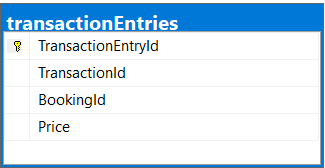 transactionEntries
TransactionEntryId
TransactionId
BookingId
Price